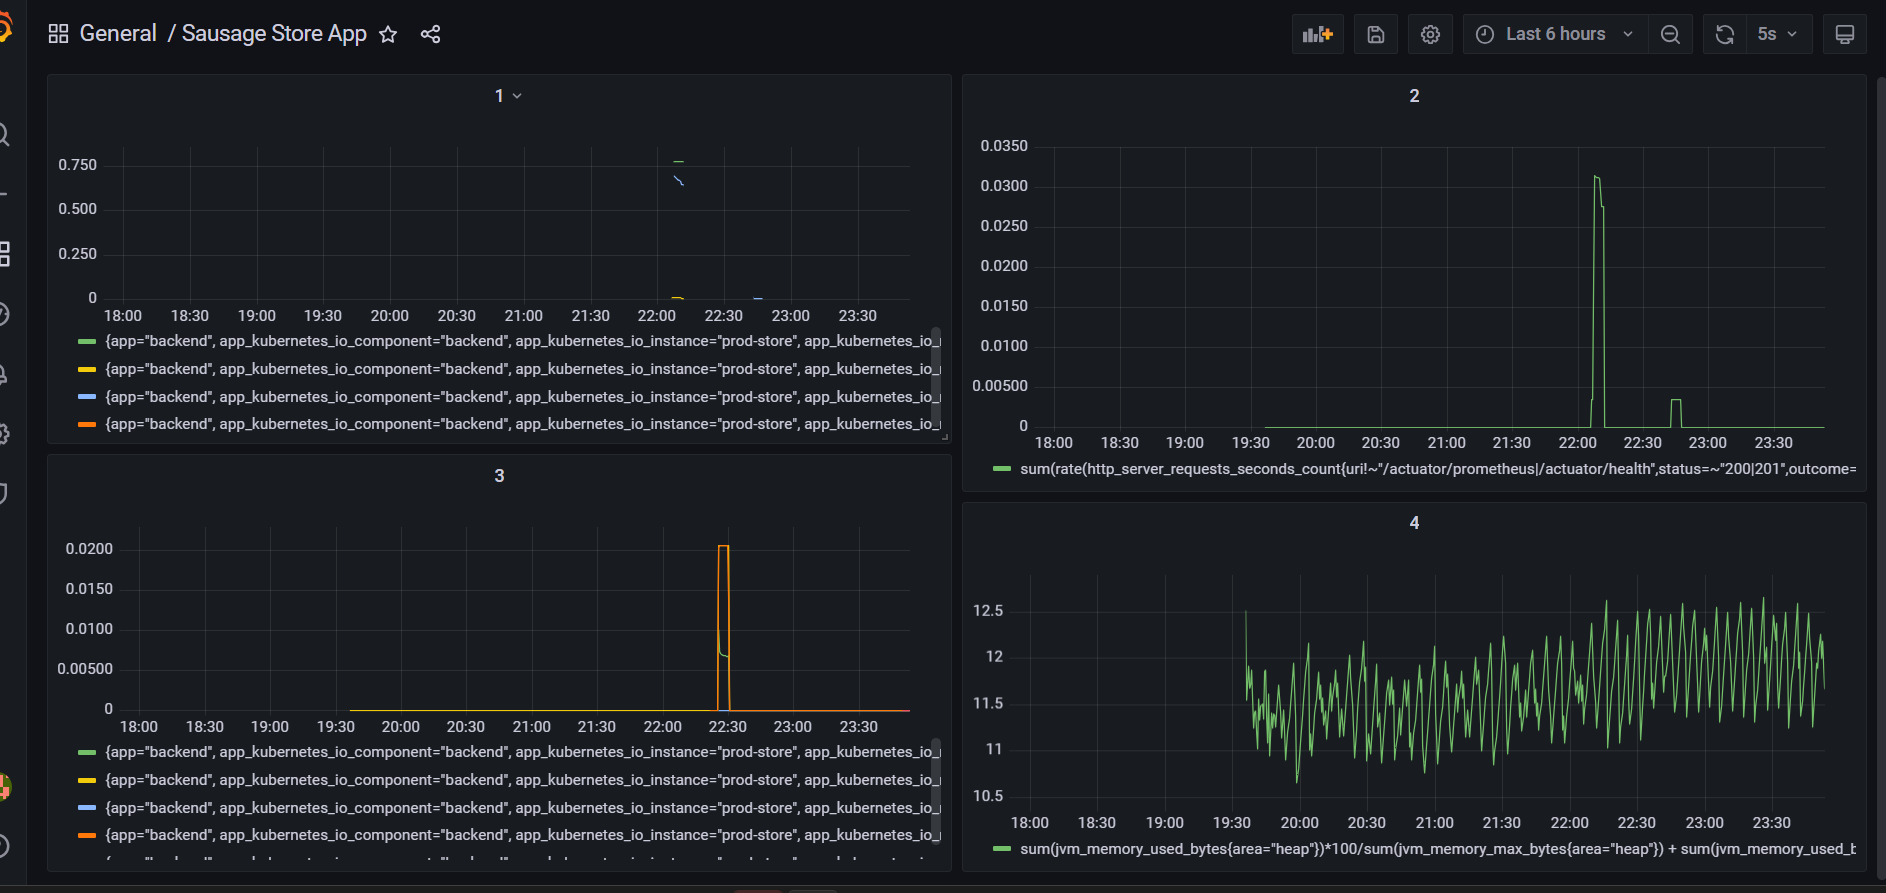 General / Sausage Store App
Last 6 hours
5s
1
0.750
0.500
0.250
0
18:00 18:30 19:00 19:30 20:00 20:30 21:00 21:30 22:00 22:30 23:00 23:30
{app="backend", app_kubernetes_io_component="backend", app_kubernetes_io_instance="prod-store", app_kubernetes_io_
{app="backend", app_kubernetes_io_component="backend", app_kubernetes_io_instance="prod-store", app_kubernetes_io_
{app="backend", app_kubernetes_io_component="backend", app_kubernetes_io_instance="prod-store", app_kubernetes_io_
{app="backend", app_kubernetes_io_component="backend", app_kubernetes_io_instance="prod-store", app_kubernetes_io_
2
0.0350
0.0300
0.0250
0.0200
0.0150
0.0100
0.00500
0
18:00 18:30 19:00 19:30 20:00 20:30 21:00 21:30 22:00 22:30 23:00 23:30
sum(rate(http_server_requests_seconds_count{uri!~"/actuator/prometheus|/actuator/health",status=~"200|201",outcome=
3
0.0200
0.0150
0.0100
0.00500
0
18:00 18:30 19:00 19:30 20:00 20:30 21:00 21:30 22:00 22:30 23:00 23:30
{app="backend", app_kubernetes_io_component="backend", app_kubernetes_io_instance="prod-store", app_kubernetes_io_
{app="backend", app_kubernetes_io_component="backend", app_kubernetes_io_instance="prod-store", app_kubernetes_io_
{app="backend", app_kubernetes_io_component="backend", app_kubernetes_io_instance="prod-store", app_kubernetes_io_
{app="backend", app_kubernetes_io_component="backend", app_kubernetes_io_instance="prod-store", app_kubernetes_io_
4
12.5
12
11.5
11
10.5
18:00 18:30 19:00 19:30 20:00 20:30 21:00 21:30 22:00 22:30 23:00 23:30
sum(jvm_memory_used_bytes{area="heap"})*100/sum(jvm_memory_max_bytes{area="heap"}) + sum(jvm_memory_used_b